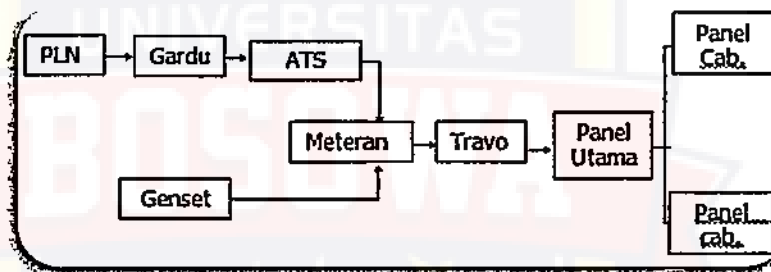 UNIVERSITAS
BOSOWA
PLN
Gardu
ATS
Meteran
Travo
Panel
Utama
Genset
Panel
Cab.
Panel
cab.